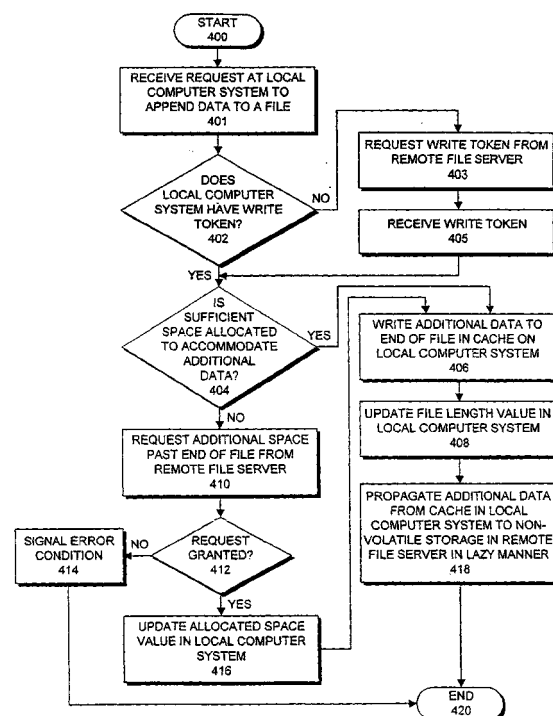 START
400
RECEIVE REQUEST AT LOCAL
COMPUTER SYSTEM TO
APPEND DATA TO A FILE
401
DOES
LOCAL COMPUTER
SYSTEM HAVE WRITE
TOKEN?
402
NO
REQUEST WRITE TOKEN FROM
REMOTE FILE SERVER
403
RECEIVE WRITE TOKEN
405
YES
IS
SUFFICIENT
SPACE ALLOCATED
TO ACCOMMODATE
ADDITIONAL
DATA?
404
YES
WRITE ADDITIONAL DATA TO
END OF FILE IN CACHE ON
LOCAL COMPUTER SYSTEM
406
NO
UPDATE FILE LENGTH VALUE IN
LOCAL COMPUTER SYSTEM
408
REQUEST ADDITIONAL SPACE
PAST END OF FILE FROM
REMOTE FILE SERVER
410
PROPAGATE ADDITIONAL DATA
FROM CACHE IN LOCAL
COMPUTER SYSTEM TO NON-
VOLATILE STORAGE IN REMOTE
FILE SERVER IN LAZY MANNER
418
REQUEST
GRANTED?
412
NO
SIGNAL ERROR
CONDITION
414
YES
UPDATE ALLOCATED SPACE
VALUE IN LOCAL COMPUTER
SYSTEM
416
END
420